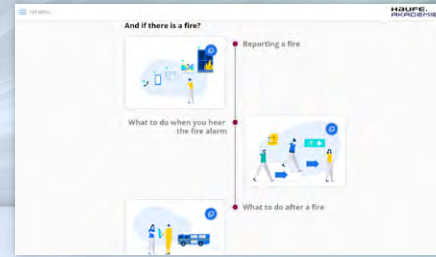 HAUFE.
AKADEMIE
And if there is a fire?
Reporting a fire
What to do when you hear
the fire alarm
What to do after a fire